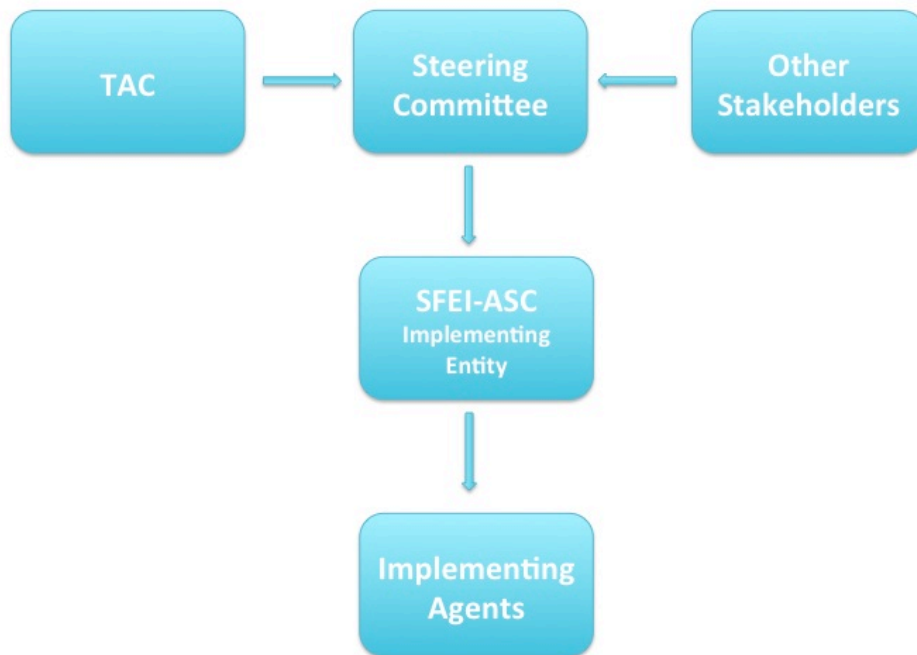 TAC
Steering
Committee
Other
Stakeholders
SFEI-ASC
Implementing
Entity
Implementing
Agents